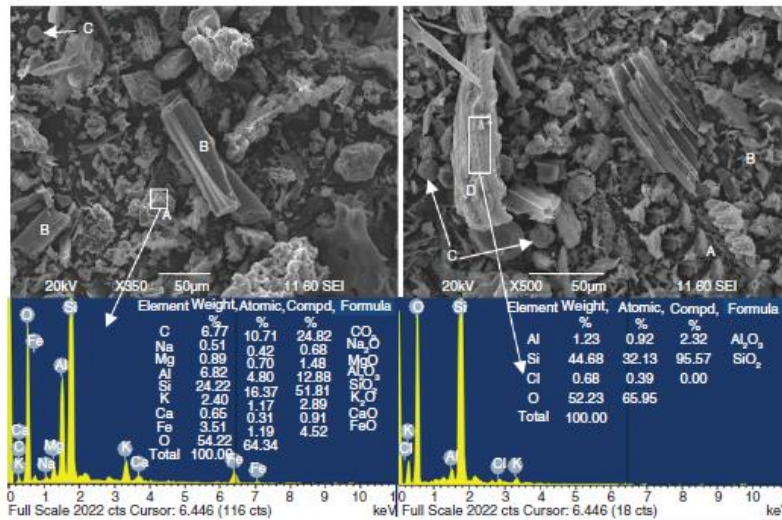 C
B
B
A
20kV X350 50µm 11 60 SEI
B
D
C
A
20kV X500 50µm 11.60 SEI
Element Weight, % Atomic, % Compd, % Formula
C 6.77 10.71 24.82 CO₂
Na 0.51 0.42 0.68 Na₂O
Mg 0.89 0.70 1.48 MgO
Al 6.82 4.80 12.88 Al₂O₃
Si 24.22 16.37 51.81 SiO₂
K 2.40 1.17 2.89 K₂O
Ca 0.65 0.31 0.91 CaO
Fe 3.51 1.19 4.52 FeO
O 54.22 64.34
Total 100.00
O Si
Fe
Al
Ca
C Mg K
K Na Ca Fe Fe
0 1 2 3 4 5 6 7 8 9 10
Full Scale 2022 cts Cursor: 6.446 (116 cts) keV
Element Weight, % Atomic, % Compd, % Formula
Al 1.23 0.92 2.32 Al₂O₃
Si 44.68 32.13 95.57 SiO₂
Cl 0.68 0.39 0.00
O 52.23 65.95
Total 100.00
O Si
K
Cl Al Cl K
0 1 2 3 4 5 6 7 8 9 10
Full Scale 2022 cts Cursor: 6.446 (18 cts) ke